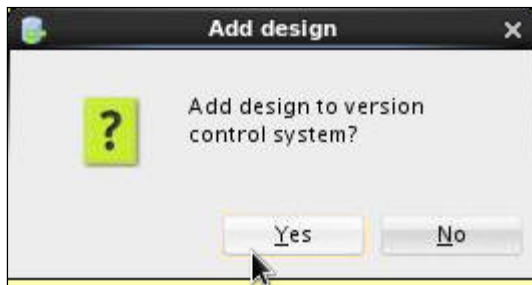 Add design
Add design to version
control system?
Yes
No